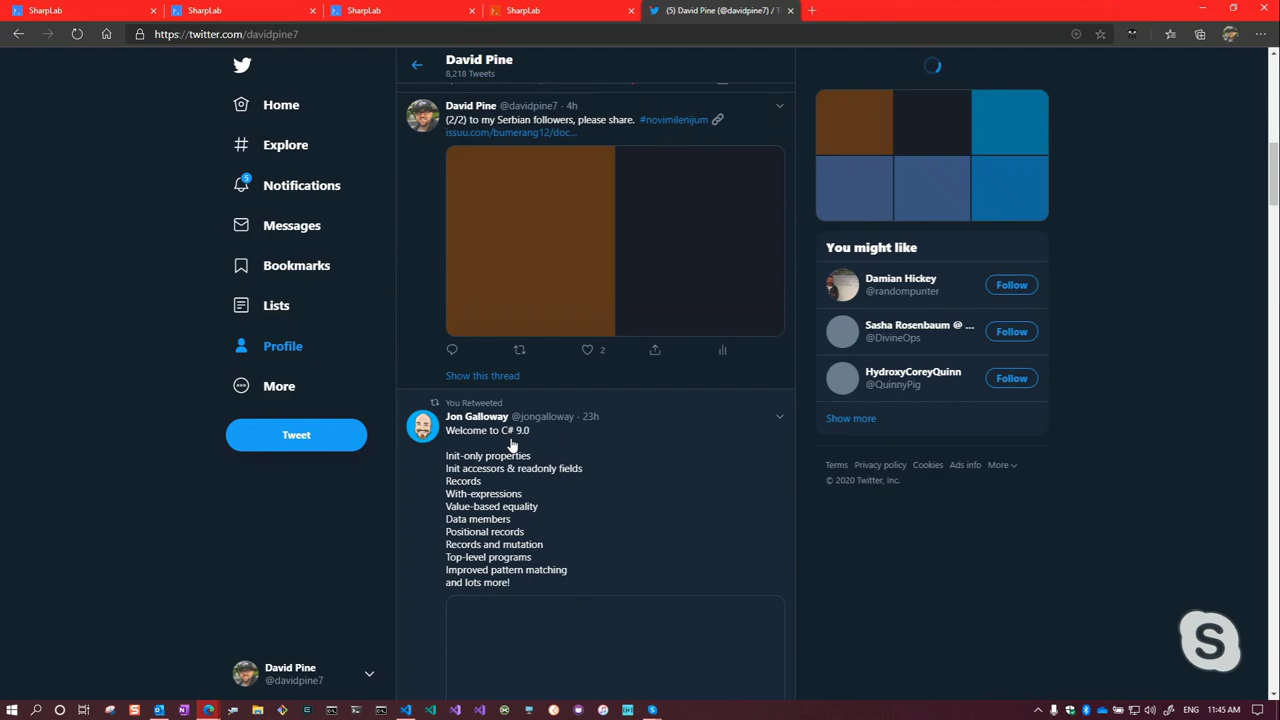 SharpLab
SharpLab
SharpLab
SharpLab
(5) David Pine (@davidpine7) / T
https://twitter.com/davidpine7
David Pine
8,218 Tweets
Home
Explore
5
Notifications
Messages
Bookmarks
Lists
Profile
More
Tweet
David Pine @davidpine7 · 4h
(2/2) to my Serbian followers, please share. #novimilenijum
issuu.com/bumerang12/doc...
2
Show this thread
You Retweeted
Jon Galloway @jongalloway · 23h
Welcome to C# 9.0
Init-only properties
Init accessors & readonly fields
Records
With-expressions
Value-based equality
Data members
Positional records
Records and mutation
Top-level programs
Improved pattern matching
and lots more!
You might like
Damian Hickey
@randompunter
Follow
Sasha Rosenbaum @ ...
@DivineOps
Follow
HydroxyCoreyQuinn
@QuinnyPig
Follow
Show more
Terms Privacy policy Cookies Ads info More
© 2020 Twitter, Inc.
David Pine
@davidpine7
S
11:45 AM